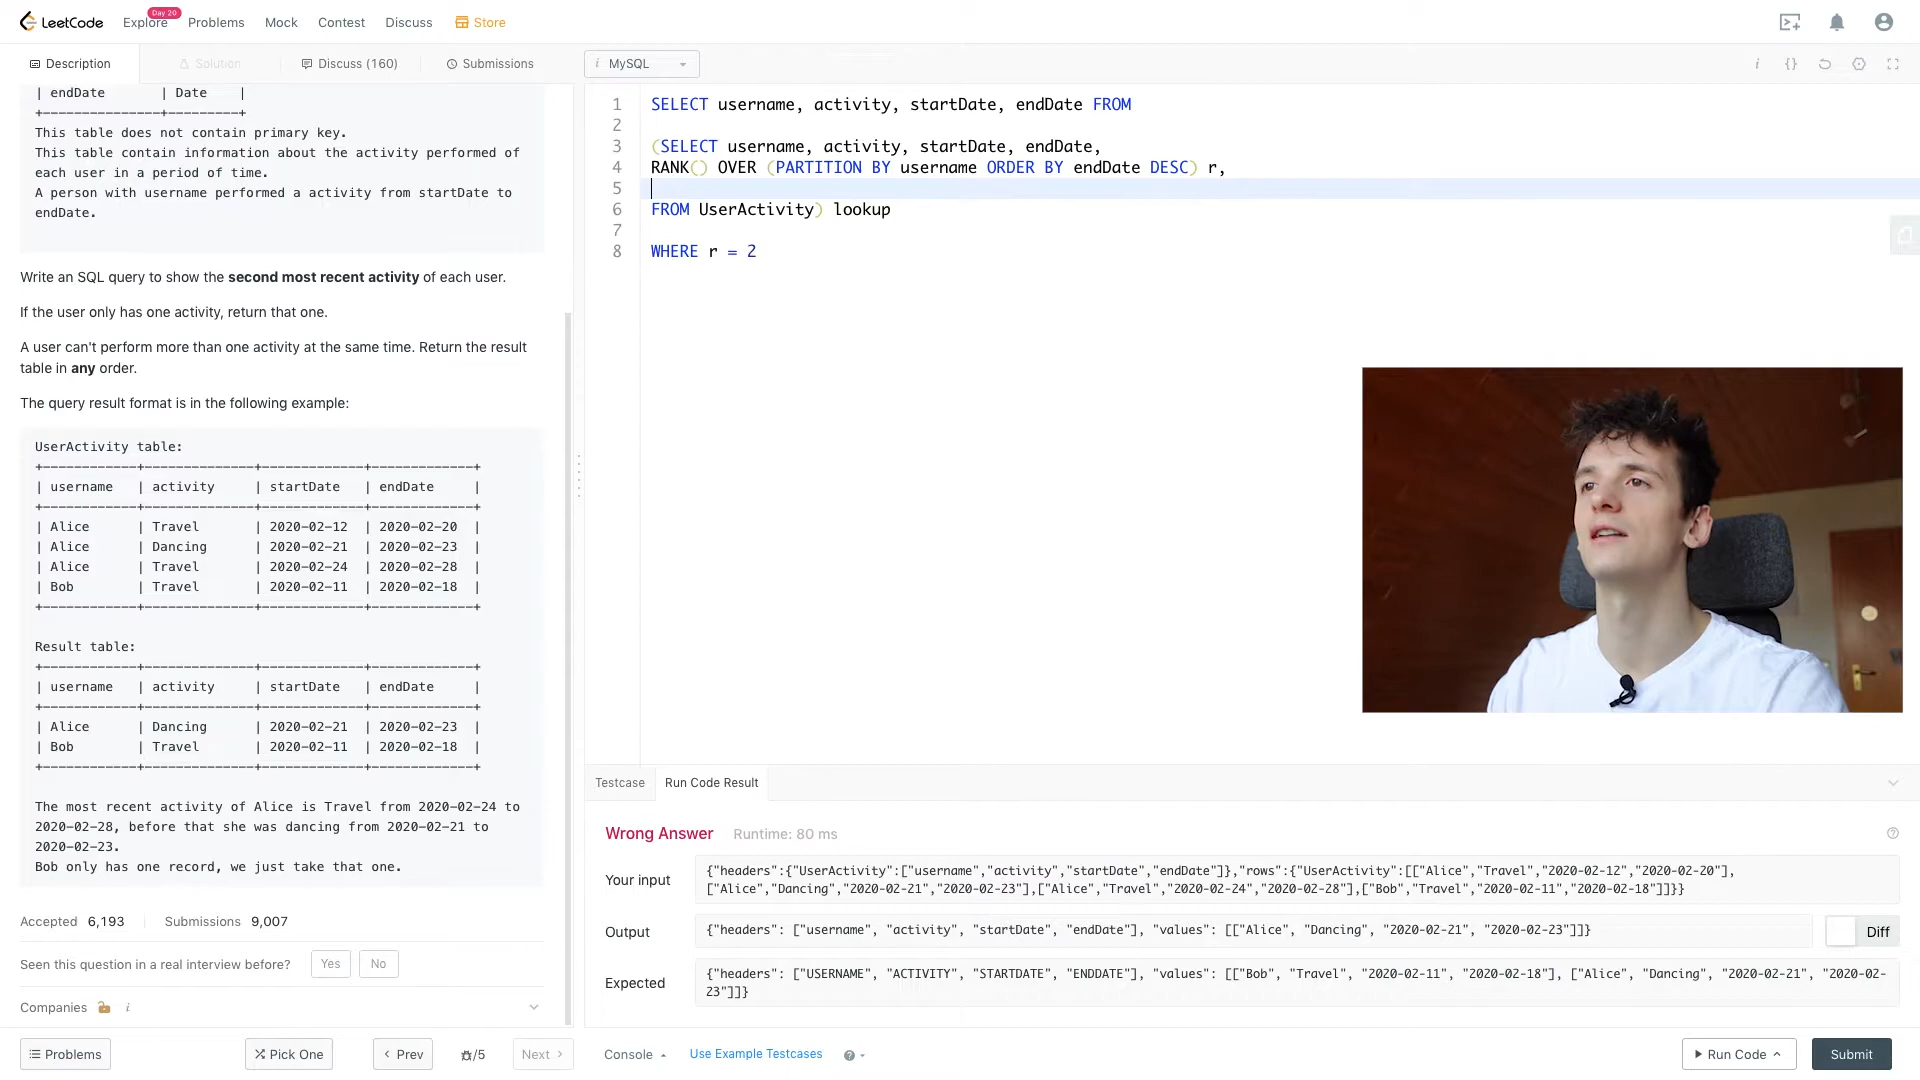 LeetCode
Explore
Day 20
Problems
Mock
Contest
Discuss
Store
Description
Solution
Discuss (160)
Submissions
i MySQL
i {}
| endDate | Date |
+---------------+---------+
This table does not contain primary key.
This table contain information about the activity performed of
each user in a period of time.
A person with username performed a activity from startDate to
endDate.
Write an SQL query to show the second most recent activity of each user.
If the user only has one activity, return that one.
A user can't perform more than one activity at the same time. Return the result
table in any order.
The query result format is in the following example:
UserActivity table:
+------------+--------------+-------------+-------------+
| username | activity | startDate | endDate |
+------------+--------------+-------------+-------------+
| Alice | Travel | 2020-02-12 | 2020-02-20 |
| Alice | Dancing | 2020-02-21 | 2020-02-23 |
| Alice | Travel | 2020-02-24 | 2020-02-28 |
| Bob | Travel | 2020-02-11 | 2020-02-18 |
+------------+--------------+-------------+-------------+
Result table:
+------------+--------------+-------------+-------------+
| username | activity | startDate | endDate |
+------------+--------------+-------------+-------------+
| Alice | Dancing | 2020-02-21 | 2020-02-23 |
| Bob | Travel | 2020-02-11 | 2020-02-18 |
+------------+--------------+-------------+-------------+
The most recent activity of Alice is Travel from 2020-02-24 to
2020-02-28, before that she was dancing from 2020-02-21 to
2020-02-23.
Bob only has one record, we just take that one.
Accepted 6,193
Submissions 9,007
Seen this question in a real interview before? Yes No
Companies i
Problems
Pick One
Prev
/5
Next
1 SELECT username, activity, startDate, endDate FROM
2
3 (SELECT username, activity, startDate, endDate,
4 RANK() OVER (PARTITION BY username ORDER BY endDate DESC) r,
5
6 FROM UserActivity) lookup
7
8 WHERE r = 2
Testcase
Run Code Result
Wrong Answer Runtime: 80 ms
Your input
{"headers":{"UserActivity":["username","activity","startDate","endDate"]},"rows":{"UserActivity":[["Alice","Travel","2020-02-12","2020-02-20"],
["Alice","Dancing","2020-02-21","2020-02-23"],["Alice","Travel","2020-02-24","2020-02-28"],["Bob","Travel","2020-02-11","2020-02-18"]]}}
Output
{"headers": ["username", "activity", "startDate", "endDate"], "values": [["Alice", "Dancing", "2020-02-21", "2020-02-23"]]}
Diff
Expected
{"headers": ["USERNAME", "ACTIVITY", "STARTDATE", "ENDDATE"], "values": [["Bob", "Travel", "2020-02-11", "2020-02-18"], ["Alice", "Dancing", "2020-02-21", "2020-02-
23"]]}
Console
Use Example Testcases
?
Run Code
Submit